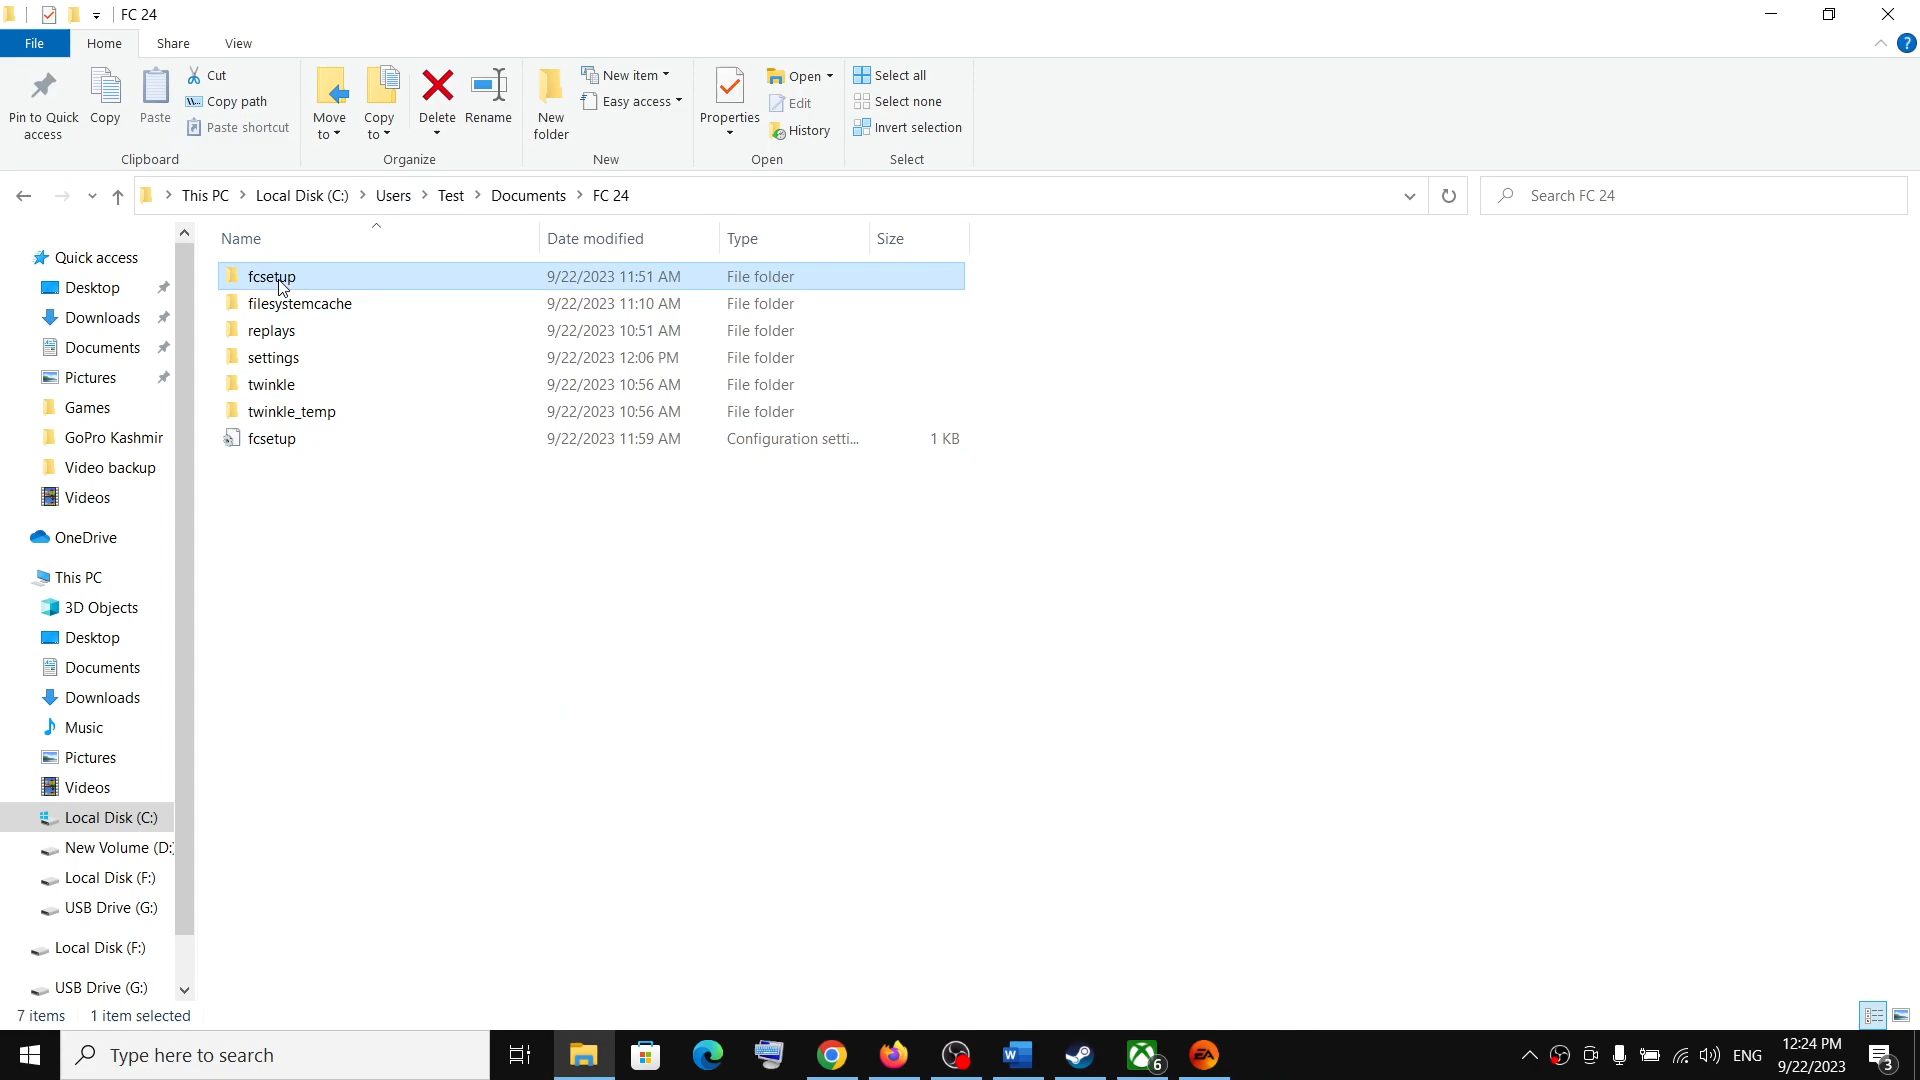 FC 24
File
Home
Share
View
Pin to Quick access
Copy
Paste
Cut
Copy path
Paste shortcut
Clipboard
Move to
Copy to
Delete
Rename
Organize
New folder
New item
Easy access
New
Properties
Open
Edit
History
Open
Select all
Select none
Invert selection
Select
This PC > Local Disk (C:) > Users > Test > Documents > FC 24
Search FC 24
Name Date modified Type Size
fcsetup 9/22/2023 11:51 AM File folder
filesystemcache 9/22/2023 11:10 AM File folder
replays 9/22/2023 10:51 AM File folder
settings 9/22/2023 12:06 PM File folder
twinkle 9/22/2023 10:56 AM File folder
twinkle_temp 9/22/2023 10:56 AM File folder
fcsetup 9/22/2023 11:59 AM Configuration setti... 1 KB
Quick access
Desktop
Downloads
Documents
Pictures
Games
GoPro Kashmir
Video backup
Videos
OneDrive
This PC
3D Objects
Desktop
Documents
Downloads
Music
Pictures
Videos
Local Disk (C:)
New Volume (D:)
Local Disk (F:)
USB Drive (G:)
Local Disk (F:)
USB Drive (G:)
7 items 1 item selected
Type here to search
W
6
EA
ENG
12:24 PM
9/22/2023
3